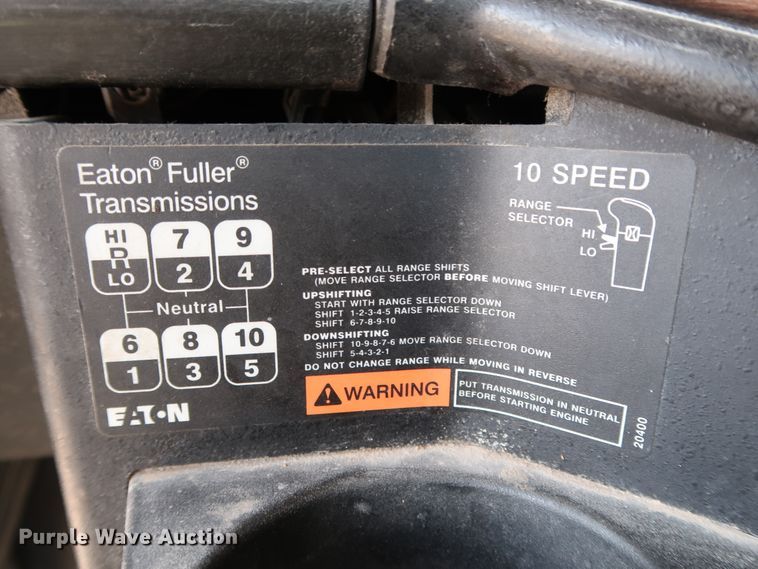 Eaton® Fuller®
Transmissions
10 SPEED
RANGE
SELECTOR
HI
LO
HI
R
LO
7
2
9
4
Neutral
6
1
8
3
10
5
PRE-SELECT ALL RANGE SHIFTS
(MOVE RANGE SELECTOR BEFORE MOVING SHIFT LEVER)
UPSHIFTING
START WITH RANGE SELECTOR DOWN
SHIFT 1-2-3-4-5 RAISE RANGE SELECTOR
SHIFT 6-7-8-9-10
DOWNSHIFTING
SHIFT 10-9-8-7-6 MOVE RANGE SELECTOR DOWN
SHIFT 5-4-3-2-1
DO NOT CHANGE RANGE WHILE MOVING IN REVERSE
WARNING
PUT TRANSMISSION IN NEUTRAL
BEFORE STARTING ENGINE
20400
EATON
Purple Wave Auction